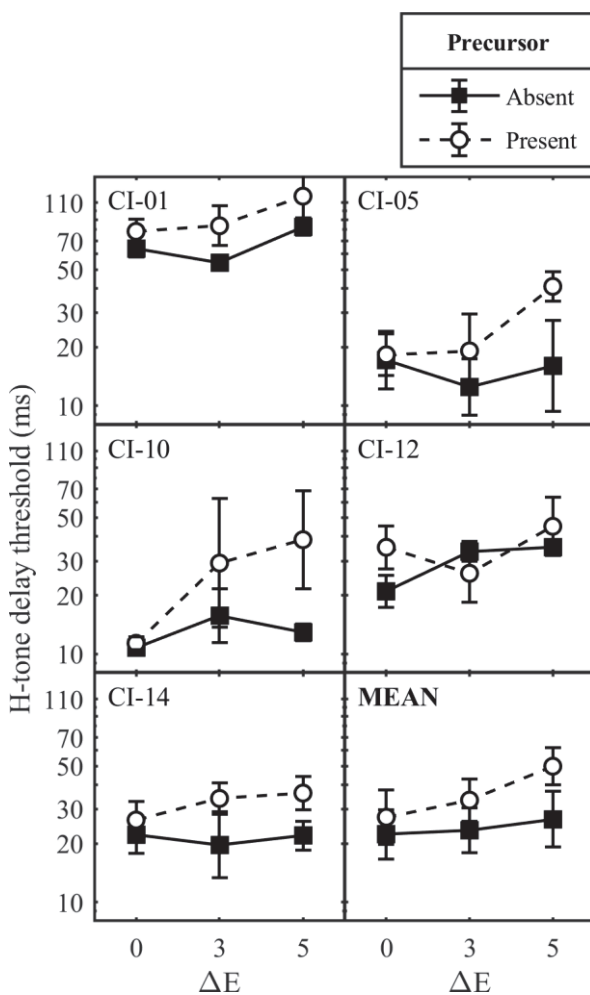 Precursor
Absent
Present
H-tone delay threshold (ms)
CI-01
110
70
50
30
20
10
CI-05
CI-10
110
70
50
30
20
10
CI-12
CI-14
110
70
50
30
20
10
MEAN
0 3 5 0 3 5
ΔE ΔE